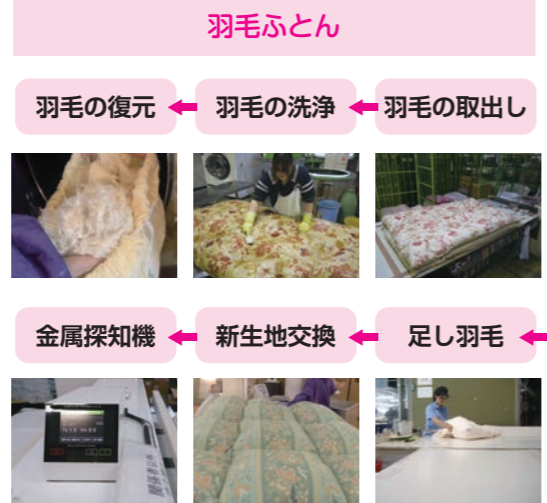 羽毛ふとん
羽毛の取出し
羽毛の洗浄
羽毛の復元
足し羽毛
新生地交換
金属探知機